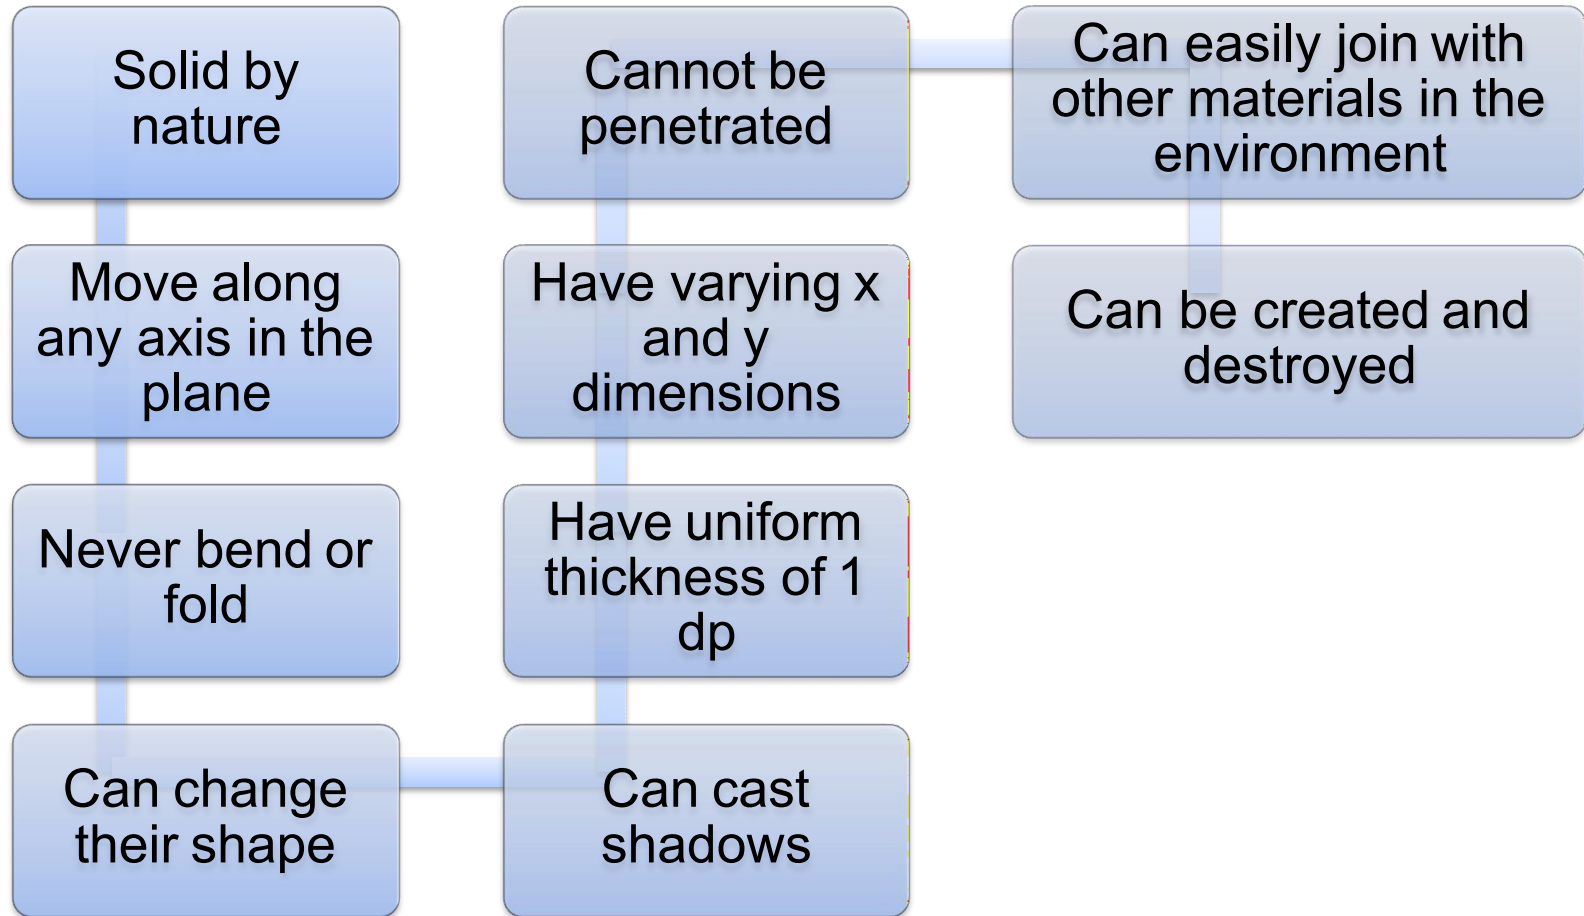 Solid by
nature
Move along
any axis in the
plane
Never bend or
fold
Can change
their shape
Can cast
shadows
Have uniform
thickness of 1
dp
Have varying x
and y
dimensions
Cannot be
penetrated
Can easily join with
other materials in the
environment
Can be created and
destroyed